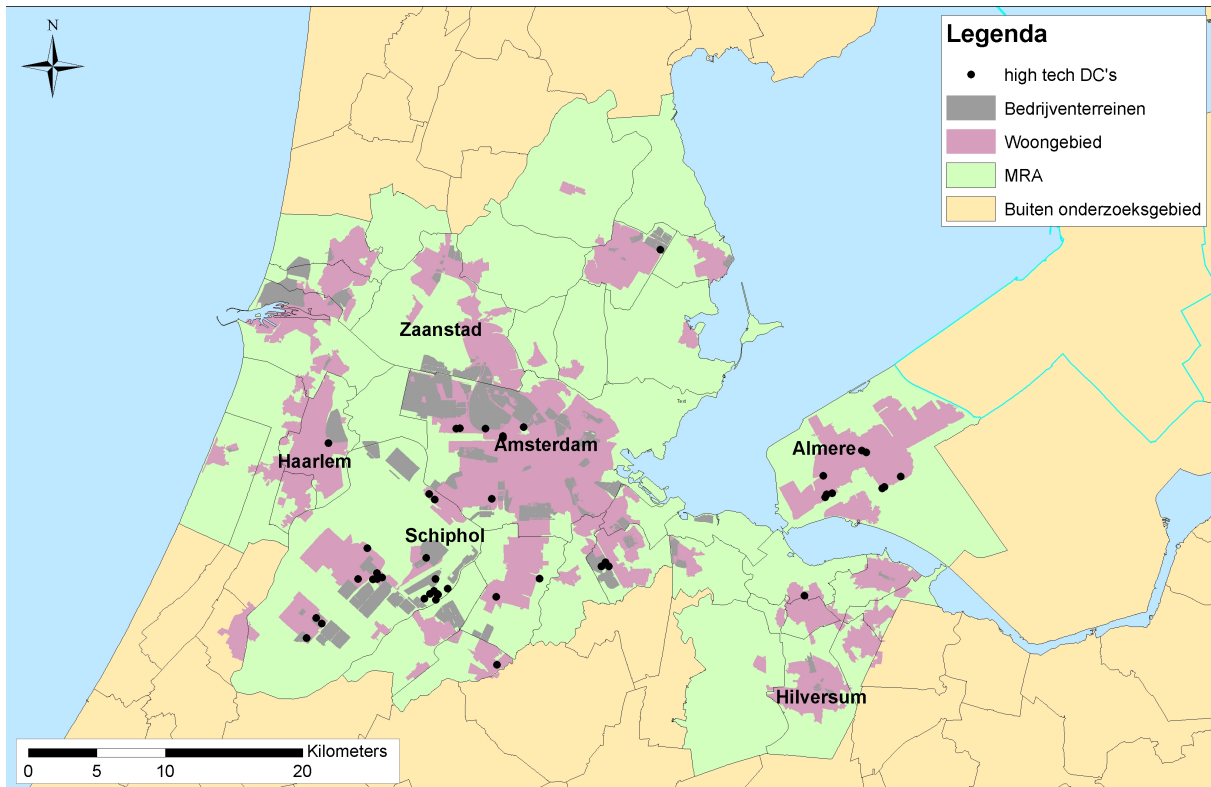 N
Legenda
high tech DC's
Bedrijventerreinen
Woongebied
MRA
Buiten onderzoeksgebied
Zaanstad
Text
Amsterdam
Almere
Haarlem
Schiphol
Hilversum
Kilometers
0 5 10 20